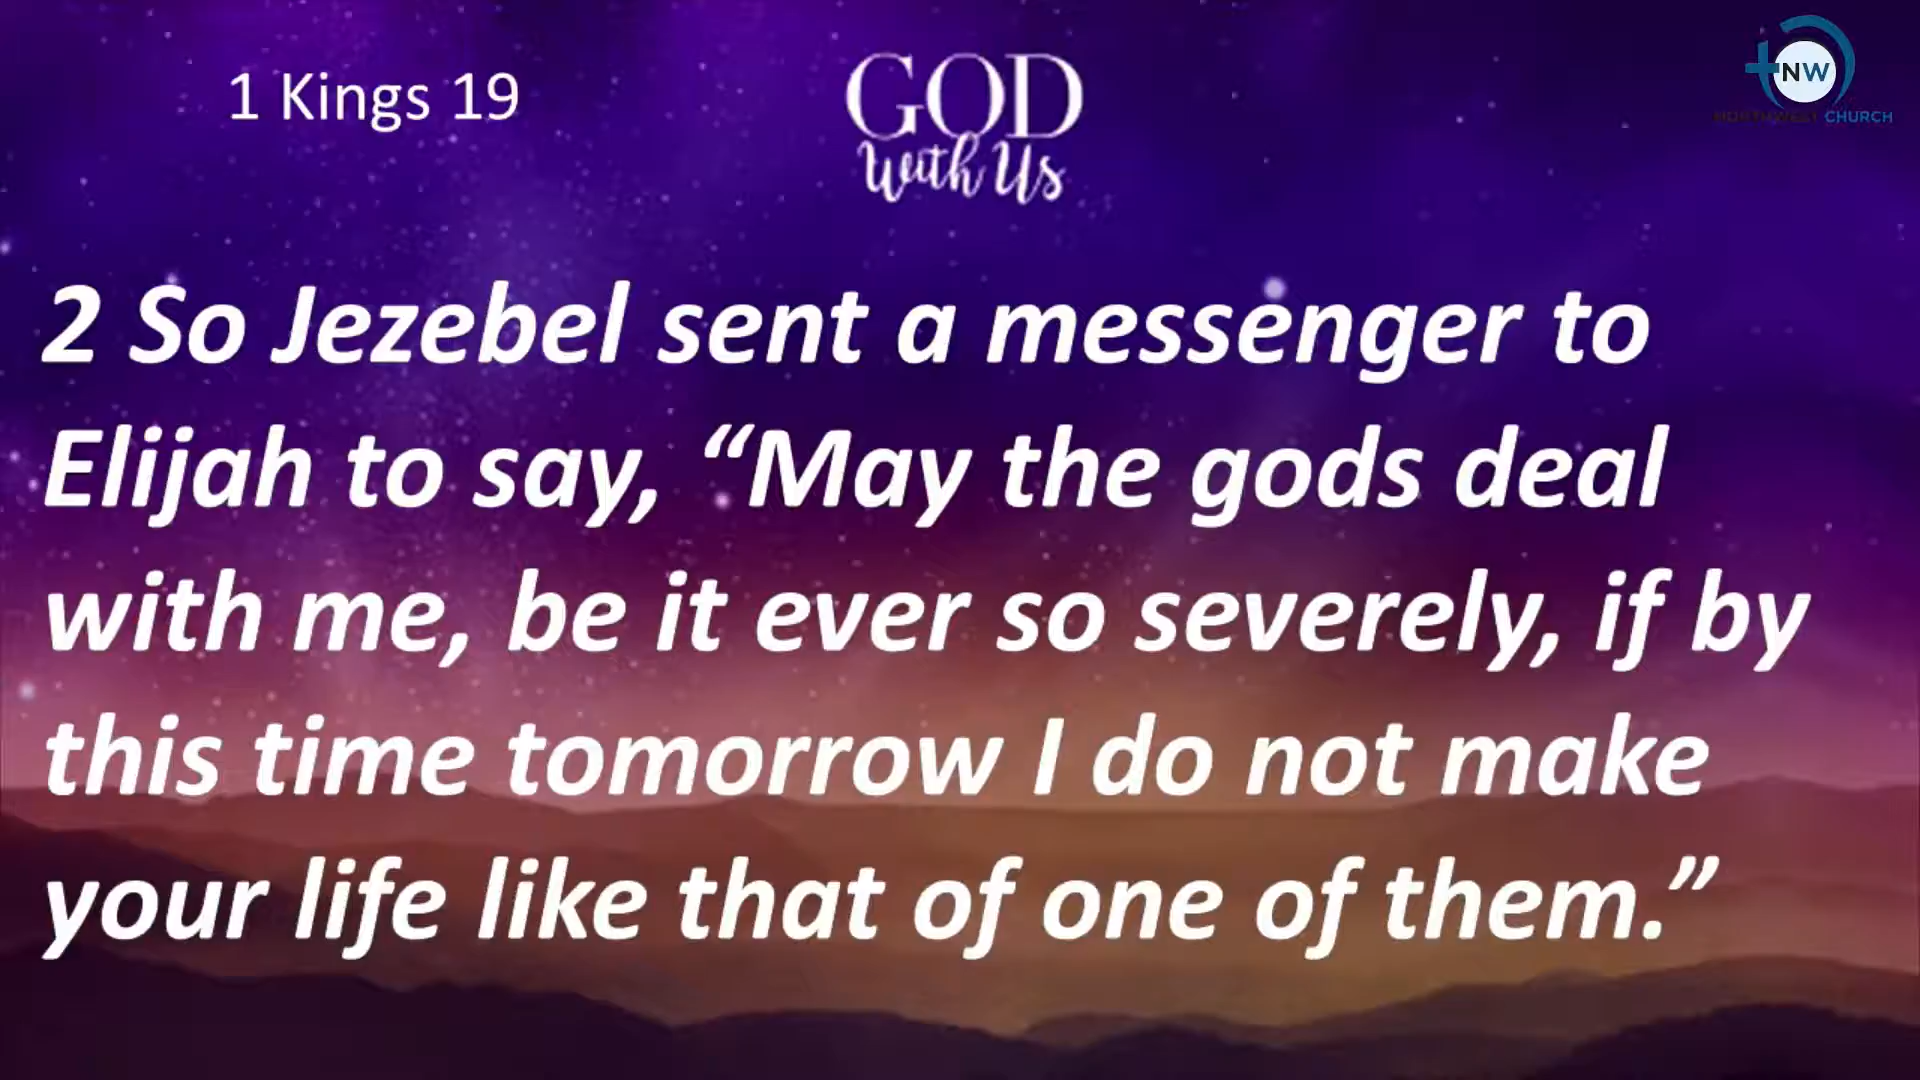 1 Kings 19
GOD
With Us
NW
NORTHWEST CHURCH
2 So Jezebel sent a messenger to
Elijah to say, “May the gods deal
with me, be it ever so severely, if by
this time tomorrow I do not make
your life like that of one of them.”